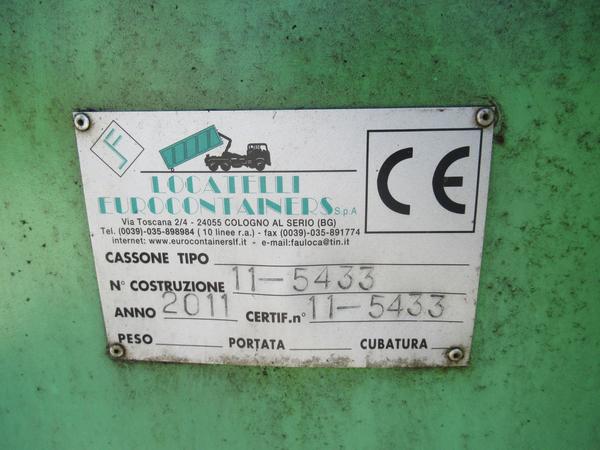 LF
LOCATELLI
EUROCONTAINERS S.p.A
Via Toscana 2/4 - 24055 COLOGNO AL SERIO (BG)
Tel. (0039)-035-898984 ( 10 linee r.a.) - fax (0039)-035-891774
internet: www.eurocontainerslf.it - e-mail:fauloca@tin.it
CE
CASSONE TIPO
N° COSTRUZIONE 11-5433
ANNO 2011 CERTIF.n° 11-5433
PESO PORTATA CUBATURA